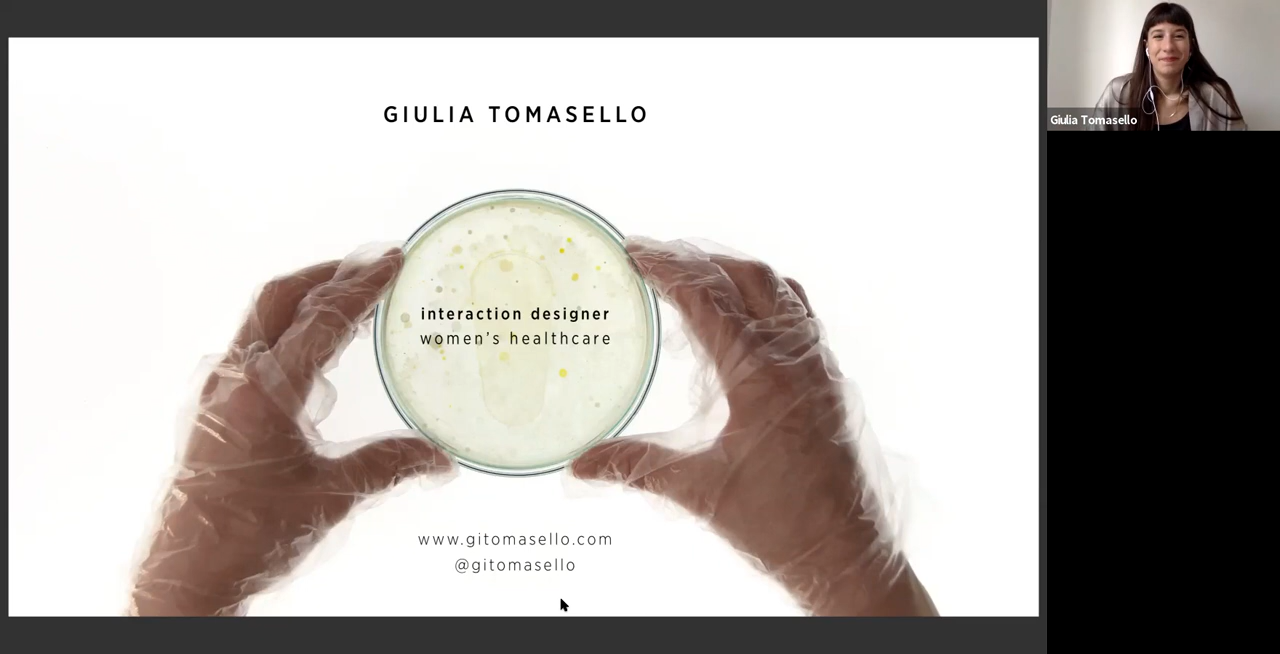 GIULIA TOMASELLO
interaction designer
women's healthcare
www.gitomasello.com
@gitomasello
Giulia Tomasello